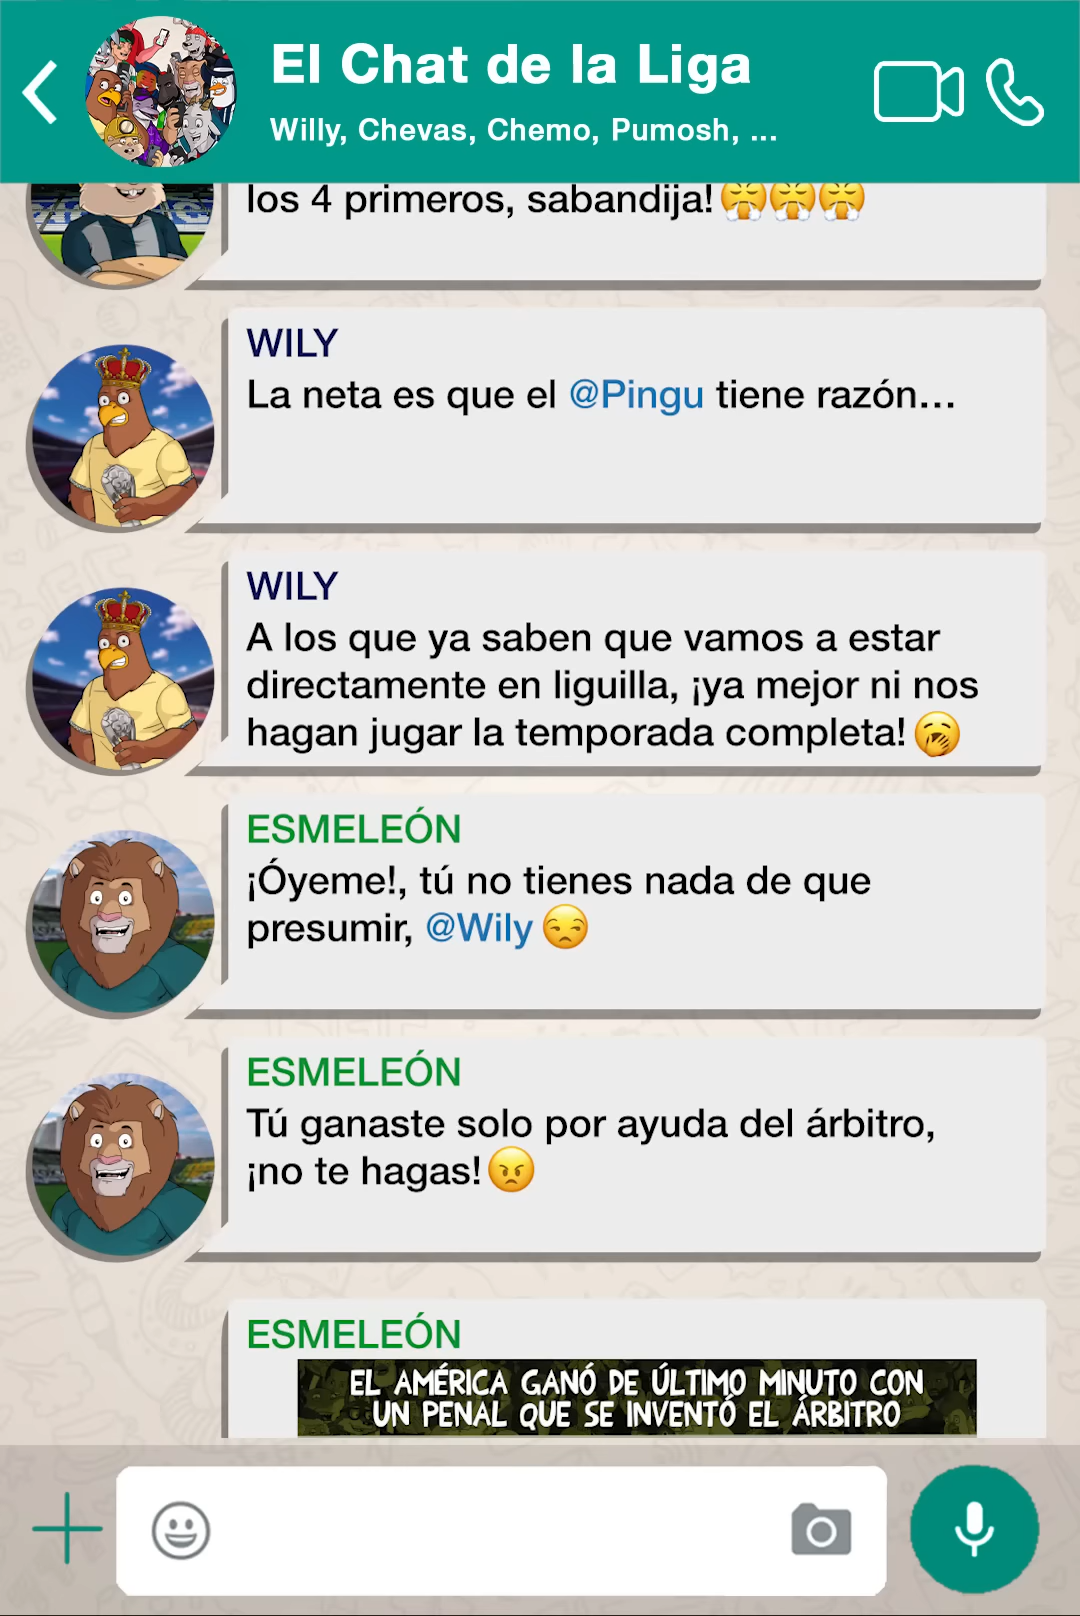 El Chat de la Liga
Willy, Chevas, Chemo, Pumosh, ...
los 4 primeros, sabandija!😤😤😤
WILY
La neta es que el @Pingu tiene razón...
WILY
A los que ya saben que vamos a estar
directamente en liguilla, ¡ya mejor ni nos
hagan jugar la temporada completa!🥱
ESMELEÓN
¡Óyeme!, tú no tienes nada de que
presumir, @Wily 😒
ESMELEÓN
Tú ganaste solo por ayuda del árbitro,
¡no te hagas!😠
ESMELEÓN
EL AMÉRICA GANÓ DE ÚLTIMO MINUTO CON
UN PENAL QUE SE INVENTÓ EL ÁRBITRO